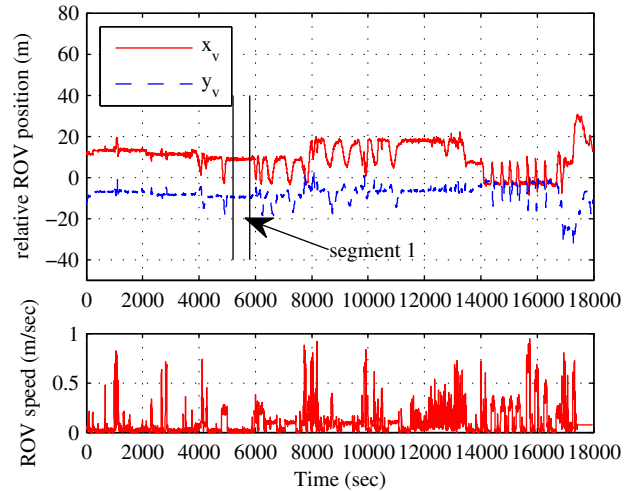 80
60
40
20
0
−20
−40
relative ROV position (m)
x_v
y_v
segment 1
0 2000 4000 6000 8000 10000 12000 14000 16000 18000
1
0.5
0
ROV speed (m/sec)
0 2000 4000 6000 8000 10000 12000 14000 16000 18000
Time (sec)